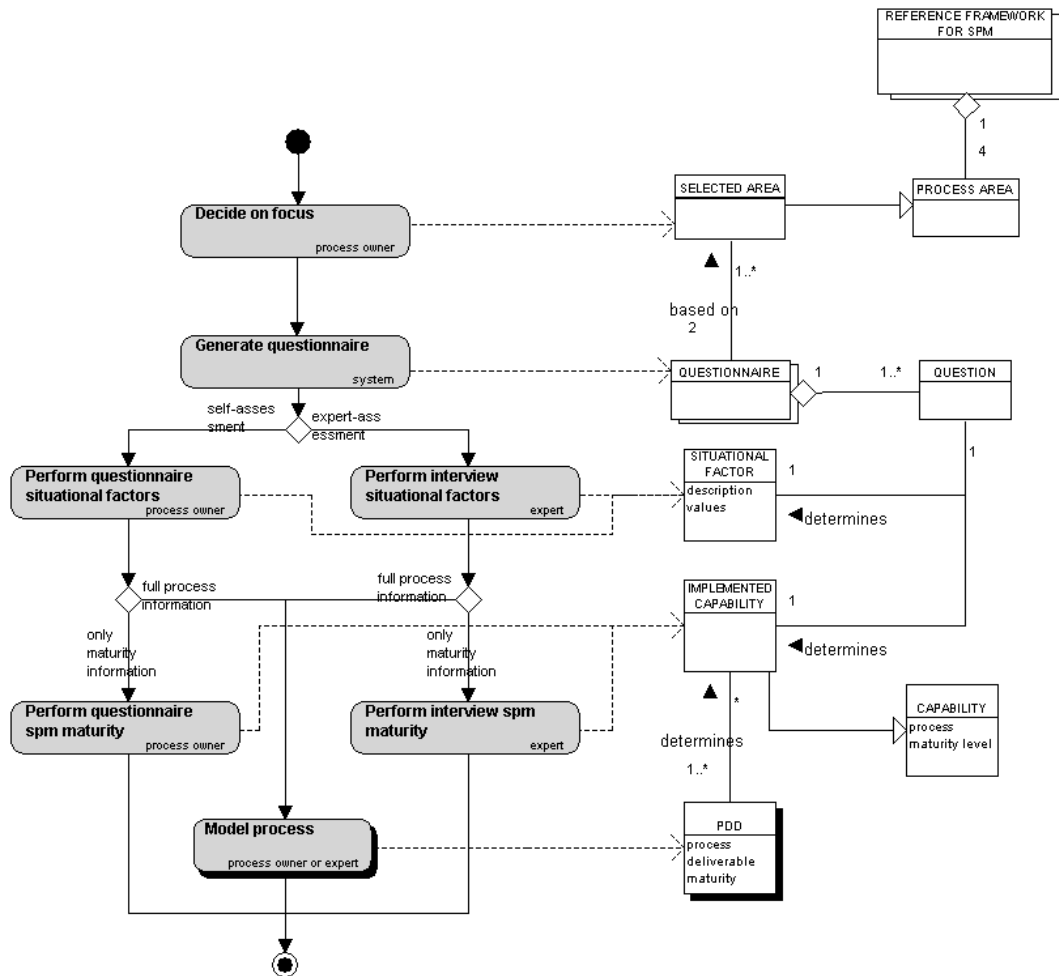 REFERENCE FRAMEWORK
FOR SPM
1
4
SELECTED AREA
PROCESS AREA
Decide on focus
process owner
1..*
based on
2
Generate questionnaire
system
QUESTIONNAIRE
1
1..*
QUESTION
self-asses
sment
expert-ass
essment
1
Perform questionnaire
situational factors
process owner
Perform interview
situational factors
expert
SITUATIONAL
FACTOR
description
values
1
determines
full process
information
full process
information
IMPLEMENTED
CAPABILITY
1
determines
only
maturity
information
only
maturity
information
Perform questionnaire
spm maturity
process owner
Perform interview spm
maturity
expert
*
determines
1..*
CAPABILITY
process
maturity level
Model process
process owner or expert
PDD
process
deliverable
maturity